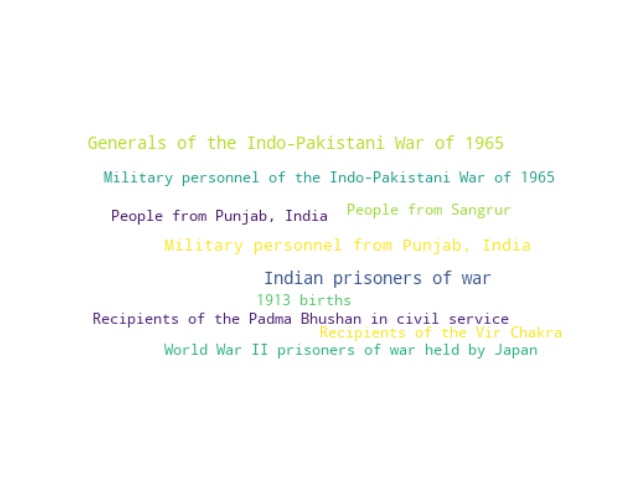 Generals of the Indo-Pakistani War of 1965
Military personnel of the Indo-Pakistani War of 1965
People from Sangrur
People from Punjab, India
Military personnel from Punjab, India
Indian prisoners of war
1913 births
Recipients of the Padma Bhushan in civil service
Recipients of the Vir Chakra
World War II prisoners of war held by Japan